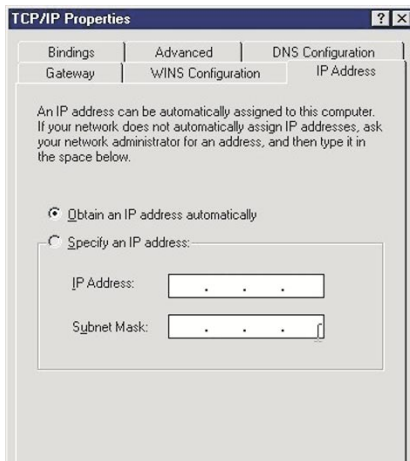 TCP/IP Properties
Bindings Advanced DNS Configuration
Gateway WINS Configuration IP Address
An IP address can be automatically assigned to this computer.
If your network does not automatically assign IP addresses, ask
your network administrator for an address, and then type it in
the space below.
Obtain an IP address automatically
Specify an IP address:
IP Address: . . .
Subnet Mask: . . .